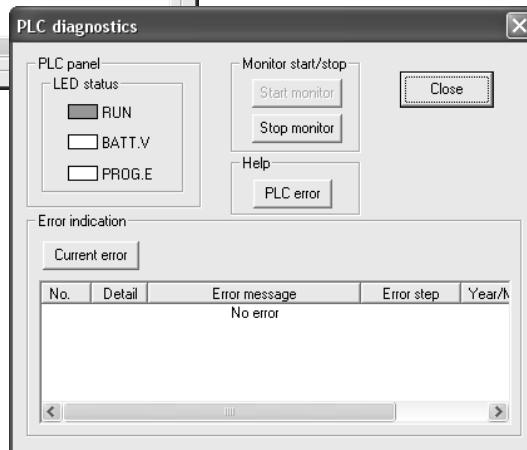 PLC diagnostics
PLC panel
LED status
RUN
BATT.V
PROG.E
Monitor start/stop
Start monitor
Stop monitor
Close
Help
PLC error
Error indication
Current error
No. Detail Error message Error step Year/M
No error